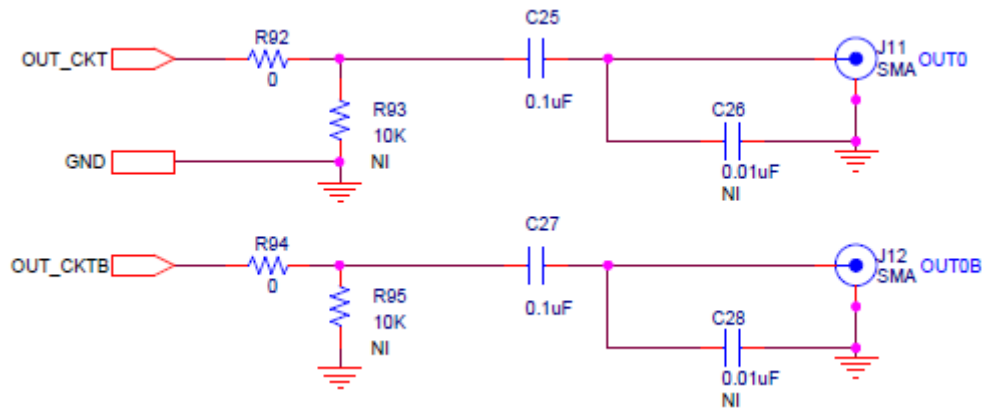 C25
R92
OUT_CKT
0
J11
SMA
OUT0
0.1uF
R93
10K
NI
C26
GND
0.01uF
NI
C27
R94
OUT_CKTB
0
J12
SMA
OUT0B
0.1uF
R95
10K
NI
C28
0.01uF
NI